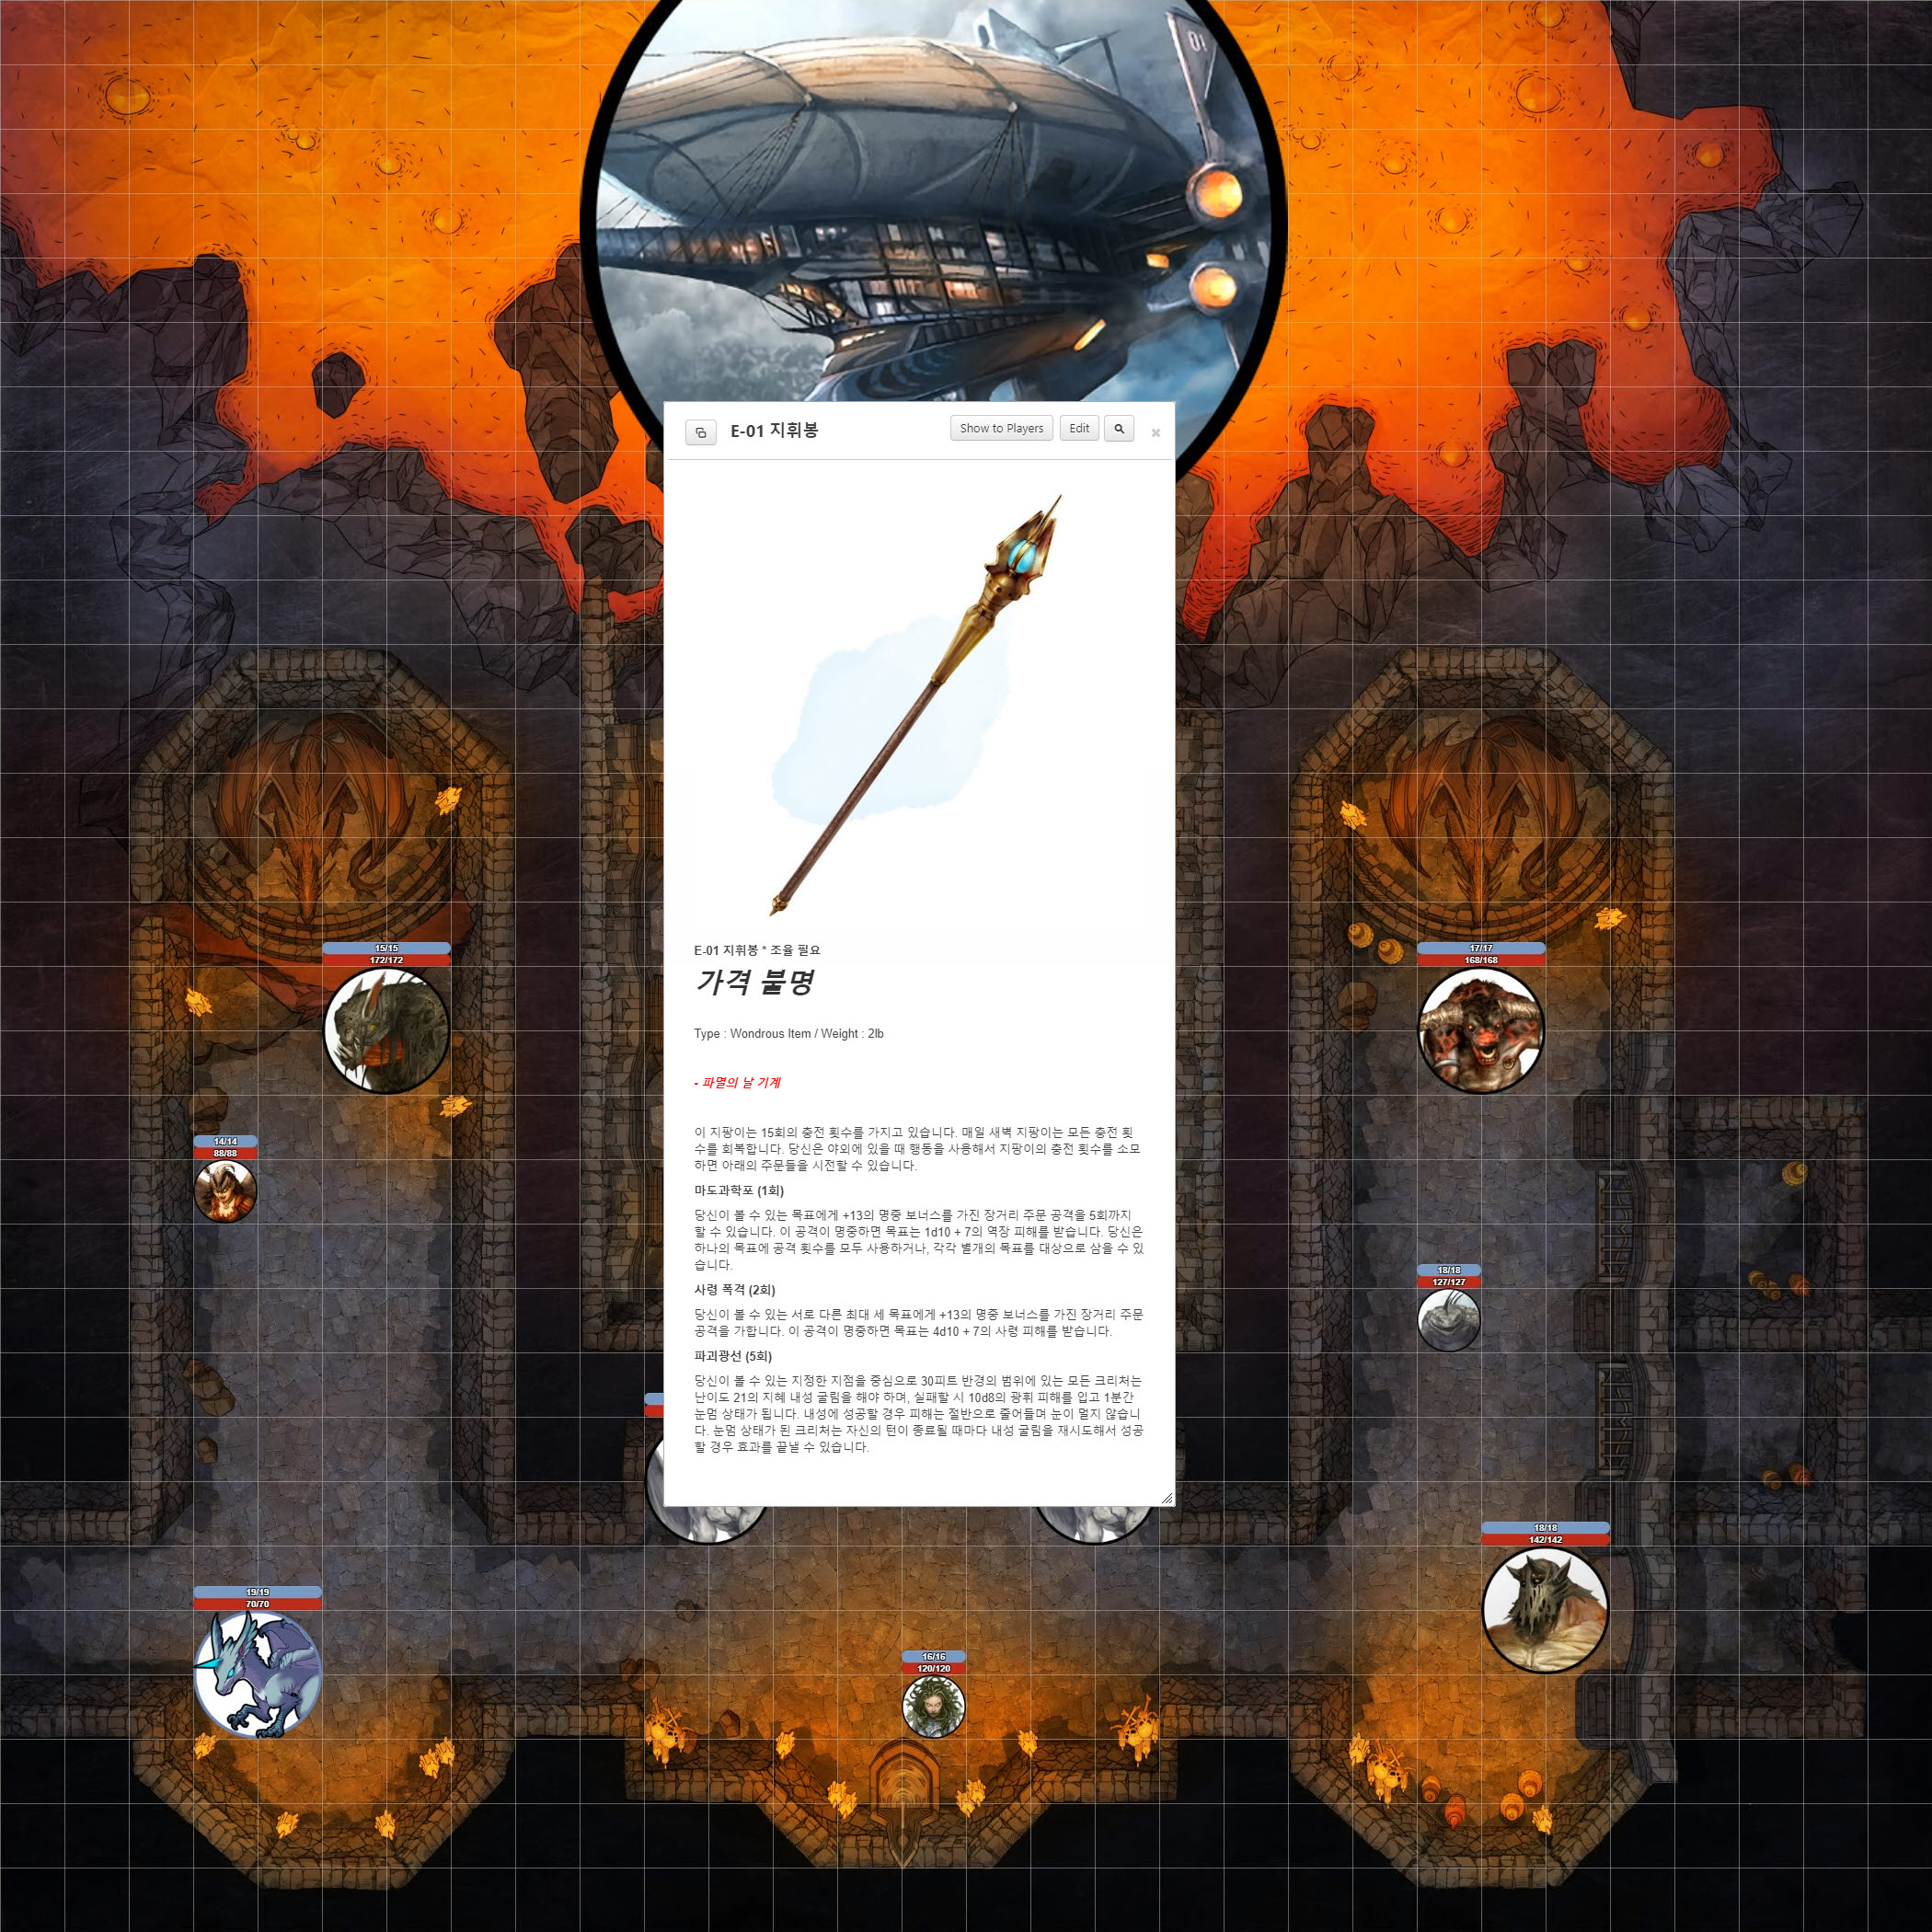 01
E-01 지휘봉
Show to Players
Edit
E-01 지휘봉 * 조율 필요
가격 불명
Type : Wondrous Item / Weight : 2lb
- 파멸의 날 기계
이 지팡이는 15회의 충전 횟수를 가지고 있습니다. 매일 새벽 지팡이는 모든 충전 횟
수를 회복합니다. 당신은 야외에 있을 때 행동을 사용해서 지팡이의 충전 횟수를 소모
하면 아래의 주문들을 시전할 수 있습니다.
마도과학포 (1회)
당신이 볼 수 있는 목표에게 +13의 명중 보너스를 가진 장거리 주문 공격을 5회까지
할 수 있습니다. 이 공격이 명중하면 목표는 1d10 + 7의 역장 피해를 받습니다. 당신은
하나의 목표에 공격 횟수를 모두 사용하거나, 각각 별개의 목표를 대상으로 삼을 수 있
습니다.
사령 폭격 (2회)
당신이 볼 수 있는 서로 다른 최대 세 목표에게 +13의 명중 보너스를 가진 장거리 주문
공격을 가합니다. 이 공격이 명중하면 목표는 4d10 + 7의 사령 피해를 받습니다.
파괴광선 (5회)
당신이 볼 수 있는 지정한 지점을 중심으로 30피트 반경의 범위에 있는 모든 크리처는
난이도 21의 지혜 내성 굴림을 해야 하며, 실패할 시 10d8의 광휘 피해를 입고 1분간
눈멈 상태가 됩니다. 내성에 성공할 경우 피해는 절반으로 줄어들며 눈이 멀지 않습니
다. 눈멈 상태가 된 크리처는 자신의 턴이 종료될 때마다 내성 굴림을 재시도해서 성공
할 경우 효과를 끝낼 수 있습니다.
15/15
172/172
17/17
168/168
14/14
88/88
18/18
127/127
18/18
142/142
19/19
70/70
16/16
120/120